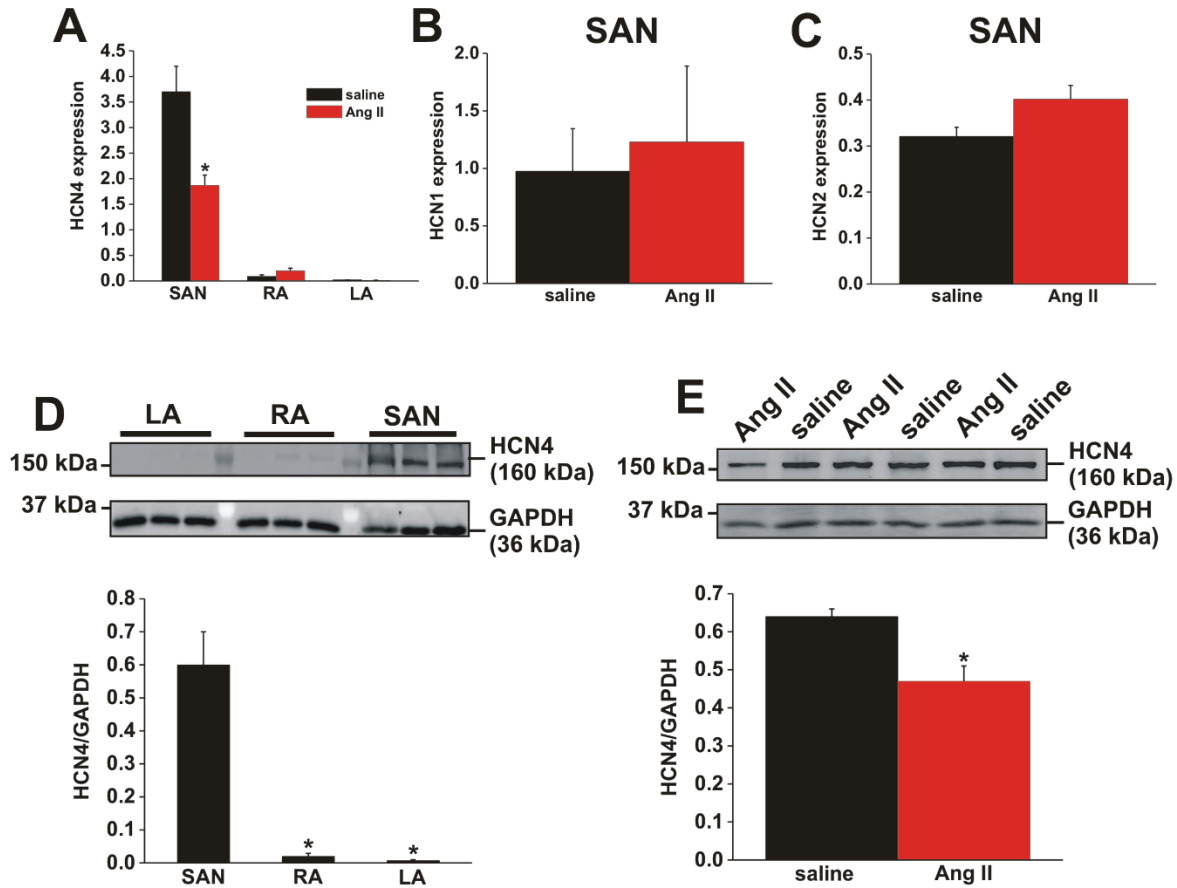 A
HCN4 expression
4.5
4.0
3.5
3.0
2.5
2.0
1.5
1.0
0.5
0.0
saline
Ang II
*
SAN
RA
LA
B
SAN
HCN1 expression
2.0
1.5
1.0
0.5
0.0
saline
Ang II
C
SAN
HCN2 expression
0.5
0.4
0.3
0.2
0.1
0.0
saline
Ang II
D
LA
RA
SAN
150 kDa
HCN4
(160 kDa)
37 kDa
GAPDH
(36 kDa)
HCN4/GAPDH
0.8
0.7
0.6
0.5
0.4
0.3
0.2
0.1
0.0
*
*
SAN
RA
LA
E
Ang II
saline
Ang II
saline
Ang II
saline
150 kDa
HCN4
(160 kDa)
37 kDa
GAPDH
(36 kDa)
HCN4/GAPDH
0.7
0.6
0.5
0.4
0.3
0.2
0.1
0.0
*
saline
Ang II